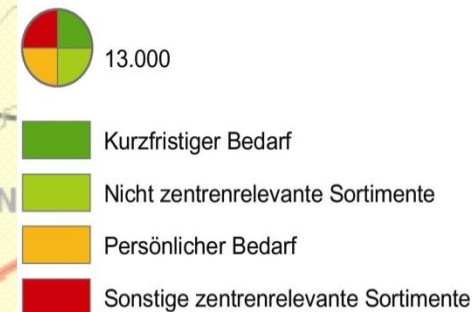 13.000
Kurzfristiger Bedarf
Nicht zentrenrelevante Sortimente
N
Persönlicher Bedarf
Sonstige zentrenrelevante Sortimente